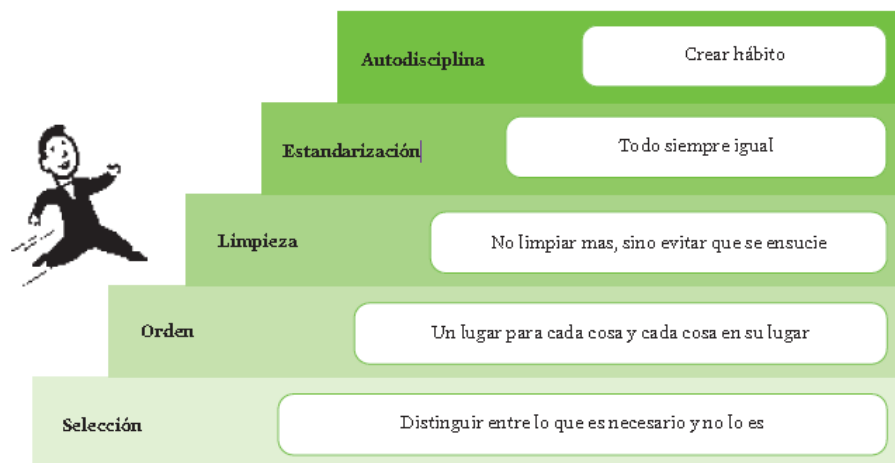 Autodisciplina
Crear hábito
Estandarización
Todo siempre igual
Limpieza
No limpiar mas, sino evitar que se ensucie
Orden
Un lugar para cada cosa y cada cosa en su lugar
Selección
Distinguir entre lo que es necesario y no lo es